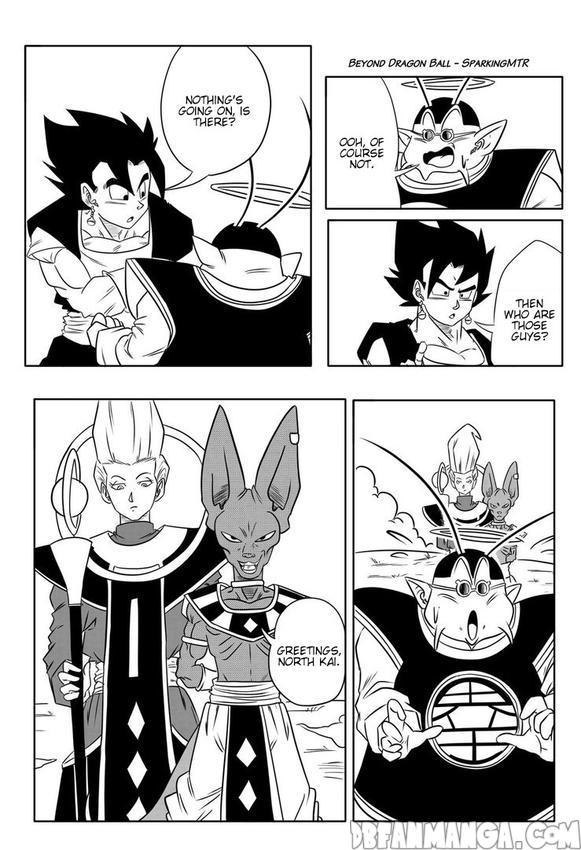 BEYOND DRAGON BALL - SPARKINGMTR
NOTHING'S
GOING ON, IS
THERE?
OOH, OF
COURSE
NOT.
THEN
WHO ARE
THOSE
GUYS?
GREETINGS,
NORTH KAI.
DBFANMANGA.COM